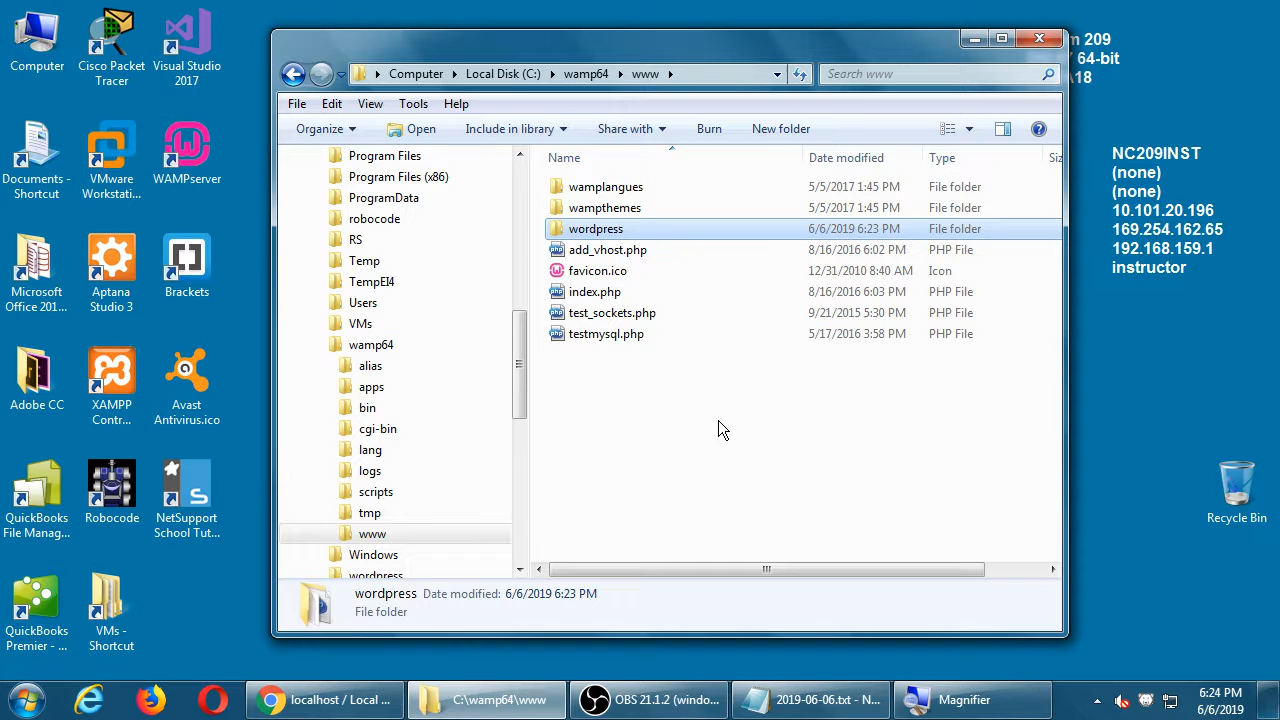 Computer
Cisco Packet
Tracer
Visual Studio
2017
Documents -
Shortcut
VMware
Workstati...
WAMPserver
Microsoft
Office 201...
Aptana
Studio 3
Brackets
Adobe CC
XAMPP
Contr...
Avast
Antivirus.ico
QuickBooks
File Manag...
Robocode
NetSupport
School Tut...
QuickBooks
Premier - ...
VMs -
Shortcut
Computer Local Disk (C:) wamp64 www
Search www
File Edit View Tools Help
Organize Open Include in library Share with Burn New folder
Program Files
Program Files (x86)
ProgramData
robocode
RS
Temp
TempEI4
Users
VMs
wamp64
alias
apps
bin
cgi-bin
lang
logs
scripts
tmp
www
Windows
wordpress
Name Date modified Type
wamplangues 5/5/2017 1:45 PM File folder
wampthemes 5/5/2017 1:45 PM File folder
wordpress 6/6/2019 6:23 PM File folder
add_vhost.php 8/16/2016 6:02 PM PHP File
favicon.ico 12/31/2010 8:40 AM Icon
index.php 8/16/2016 6:03 PM PHP File
test_sockets.php 9/21/2015 5:30 PM PHP File
testmysql.php 5/17/2016 3:58 PM PHP File
wordpress Date modified: 6/6/2019 6:23 PM
File folder
209
64-bit
A18
NC209INST
(none)
(none)
10.101.20.196
169.254.162.65
192.168.159.1
instructor
Recycle Bin
localhost / Local ...
C:\wamp64\www
OBS 21.1.2 (windo...
2019-06-06.txt - N...
Magnifier
6:24 PM
6/6/2019